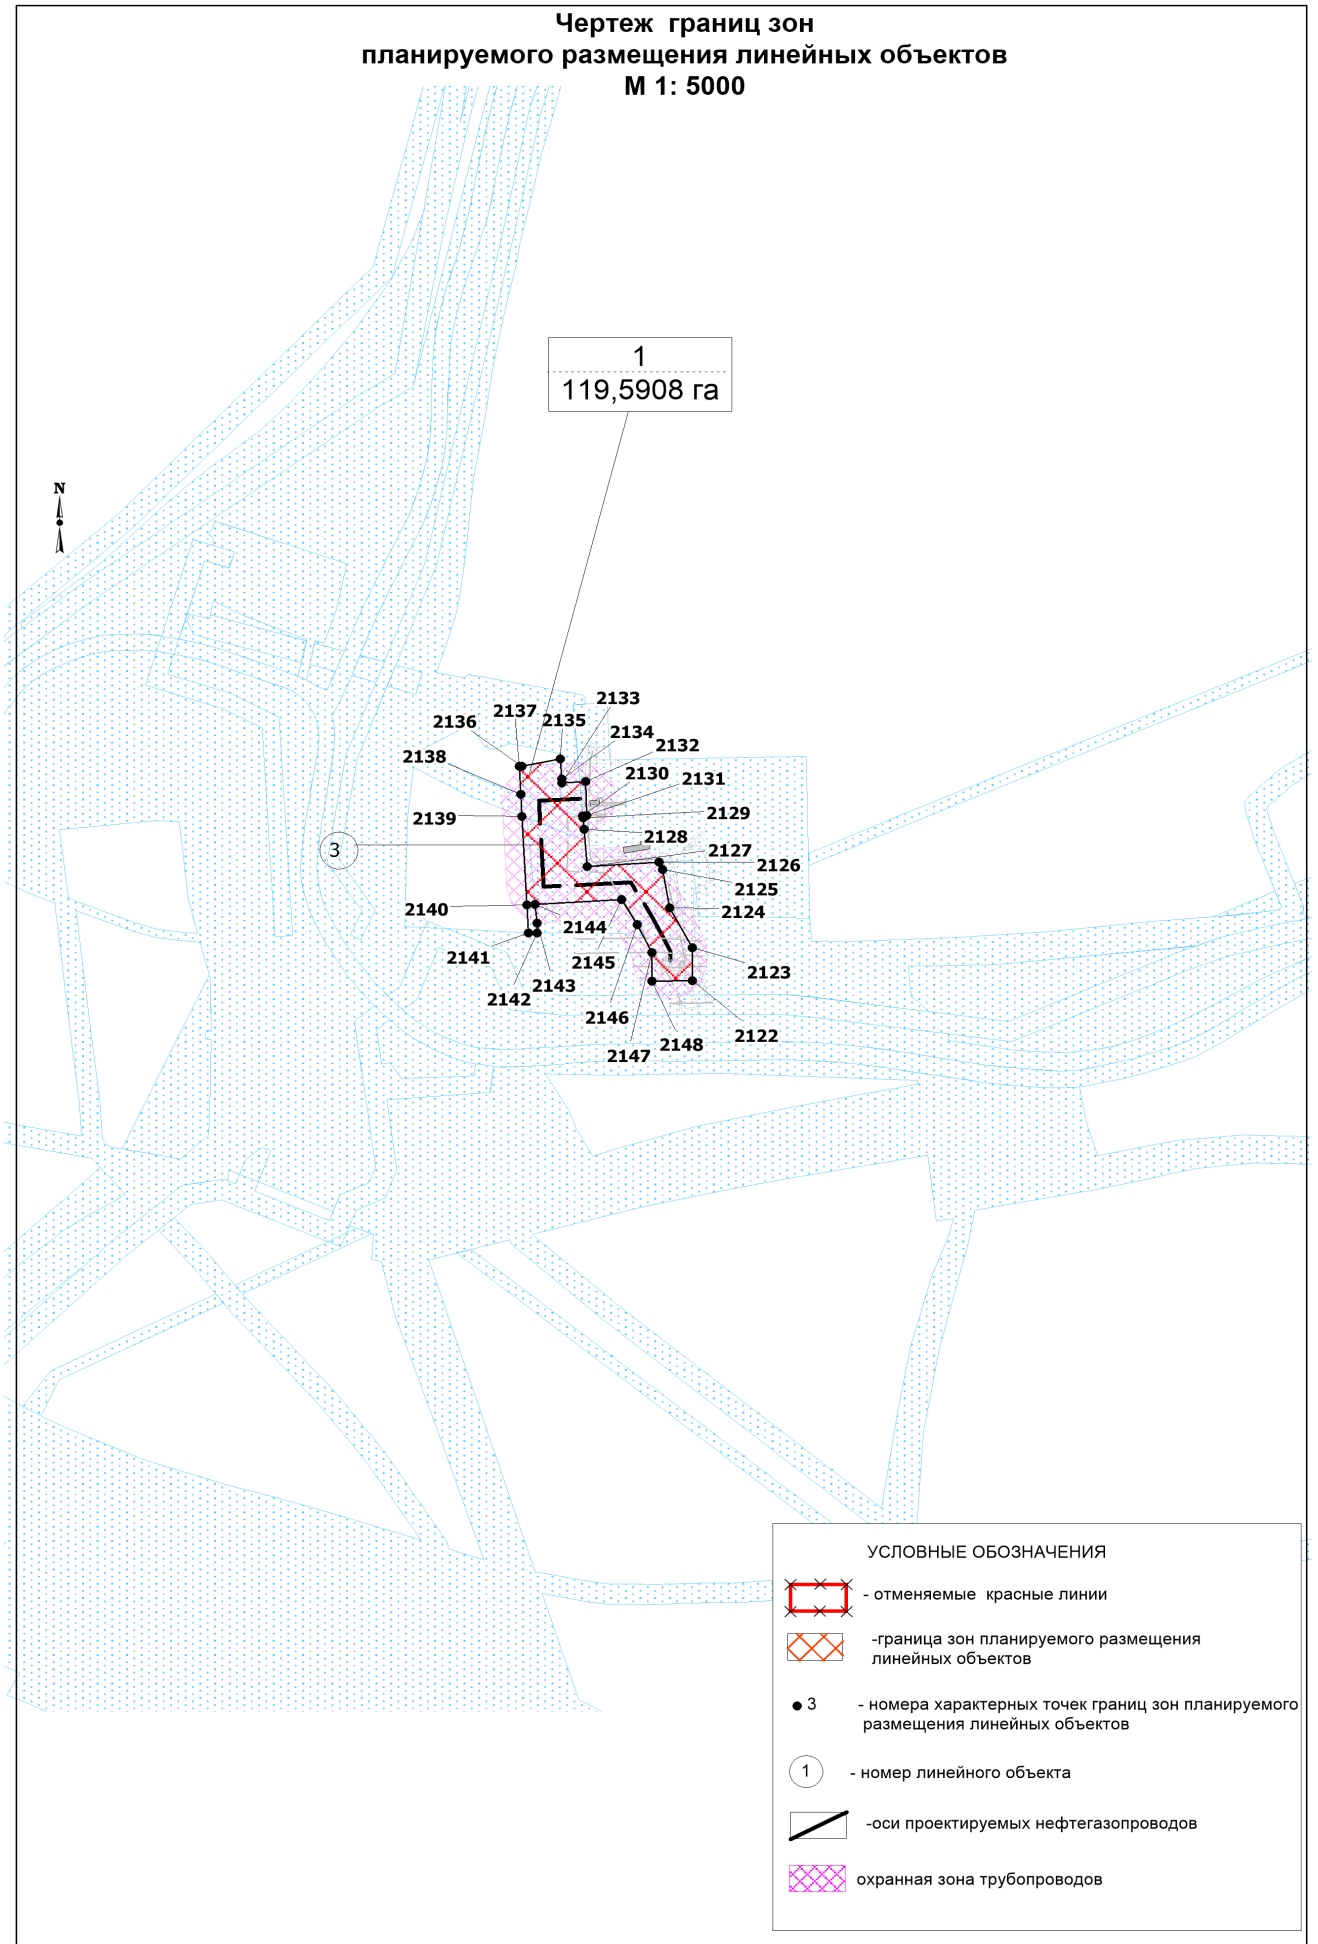 Чертеж границ зон
планируемого размещения линейных объектов
М 1: 5000
1
119,5908 га
N
2133
2137
2136
2135
2134
2132
2138
2130
2131
2139
2129
2128
3
2127
2126
2125
2140
2124
2144
2141
2145
2123
2143
2142
2146
2122
2148
2147
УСЛОВНЫЕ ОБОЗНАЧЕНИЯ
- отменяемые красные линии
-граница зон планируемого размещения
линейных объектов
3 - номера характерных точек границ зон планируемого
размещения линейных объектов
1 - номер линейного объекта
-оси проектируемых нефтегазопроводов
охранная зона трубопроводов